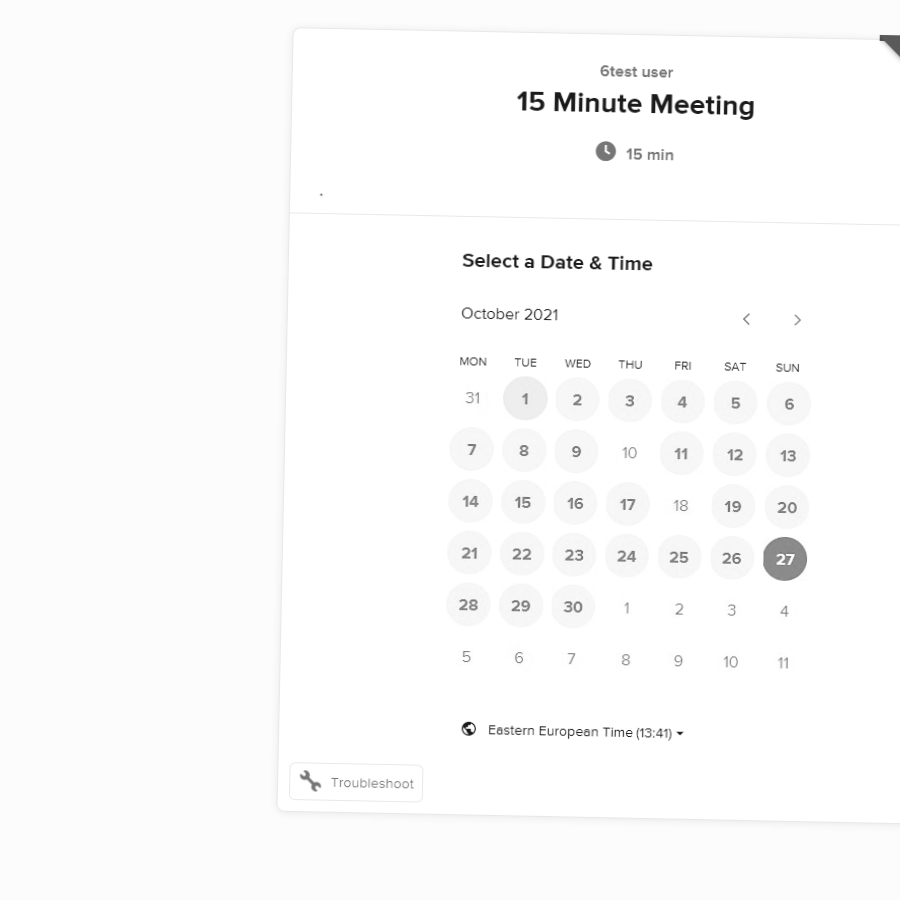 6test user
15 Minute Meeting
15 min
.
Select a Date & Time
October 2021
MON TUE WED THU FRI SAT SUN
31 1 2 3 4 5 6
7 8 9 10 11 12 13
14 15 16 17 18 19 20
21 22 23 24 25 26 27
28 29 30 1 2 3 4
5 6 7 8 9 10 11
Eastern European Time (13:41)
Troubleshoot